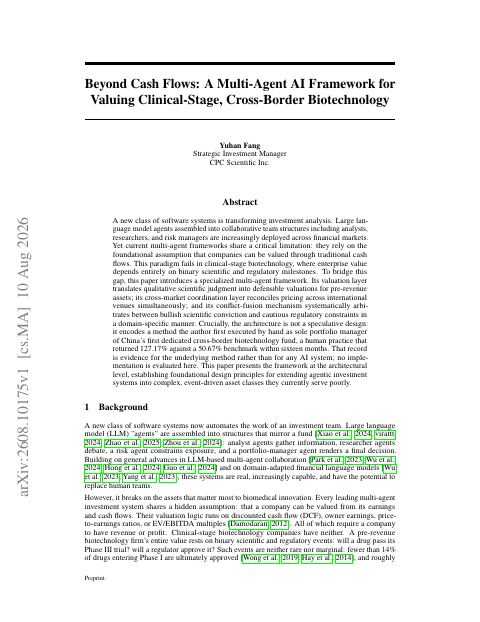 Beyond Cash Flows: A Multi-Agent AI Framework for
Valuing Clinical-Stage, Cross-Border Biotechnology
Yuhan Fang
Strategic Investment Manager
CPC Scientific Inc.
Abstract
A new class of software systems is transforming investment analysis. Large lan-
guage model agents assembled into collaborative team structures including analysts,
researchers, and risk managers are increasingly deployed across financial markets.
Yet current multi-agent frameworks share a critical limitation: they rely on the
foundational assumption that companies can be valued through traditional cash
flows. This paradigm fails in clinical-stage biotechnology, where enterprise value
depends entirely on binary scientific and regulatory milestones. To bridge this
gap, this paper introduces a specialized multi-agent framework. Its valuation layer
translates qualitative scientific judgment into defensible valuations for pre-revenue
assets; its cross-market coordination layer reconciles pricing across international
venues simultaneously; and its conflict-fusion mechanism systematically arbi-
trates between bullish scientific conviction and cautious regulatory constraints in
a domain-specific manner. Crucially, the architecture is not a speculative design:
it encodes a method the author first executed by hand as sole portfolio manager
of China's first dedicated cross-border biotechnology fund, a human practice that
returned 127.17% against a 50.67% benchmark within sixteen months. That record
is evidence for the underlying method rather than for any AI system; no im-
plementation is evaluated here. This paper presents the framework at the architectural
level, establishing foundational design principles for extending agentic investment
systems into complex, event-driven asset classes they currently serve poorly.
1 Background
A new class of software now automates the work of an investment team. Large language
model (LLM) "agents" are assembled into structures that mirror a fund [Xiao et al., 2024, virattt,
2024, Zhao et al., 2025, Zhou et al., 2024]: analyst agents gather information, researcher agents
debate, a risk agent constrains exposure, and a portfolio-manager agent renders a final decision.
Building on general advances in LLM-based multi-agent collaboration [Park et al., 2023, Wu et al.,
2024, Hong et al., 2024, Guo et al., 2024] and on domain-adapted financial language models [Wu
et al., 2023, Yang et al., 2023], these systems are real, increasingly capable, and have the potential to
replace human teams.
However, it breaks on the assets that matter most to biomedical innovation. Every leading multi-agent
investment system shares a hidden assumption: that a company can be valued from its earnings
and cash flows. Their valuation logic runs on discounted cash flow (DCF), owner earnings, price-
to-earnings ratios, or EV/EBITDA multiples [Damodaran, 2012]. All of which require a company
to have revenue or profit. Clinical-stage biotechnology companies have neither. A pre-revenue
biotechnology firm's entire value rests on binary scientific and regulatory events: will a drug pass its
Phase III trial? will a regulator approve it? Such events are neither rare nor marginal: fewer than 14%
of drugs entering Phase I are ultimately approved [Wong et al., 2019, Hay et al., 2014], and roughly
Preprint.
arXiv:2608.10175v1 [cs.MA] 10 Aug 2026